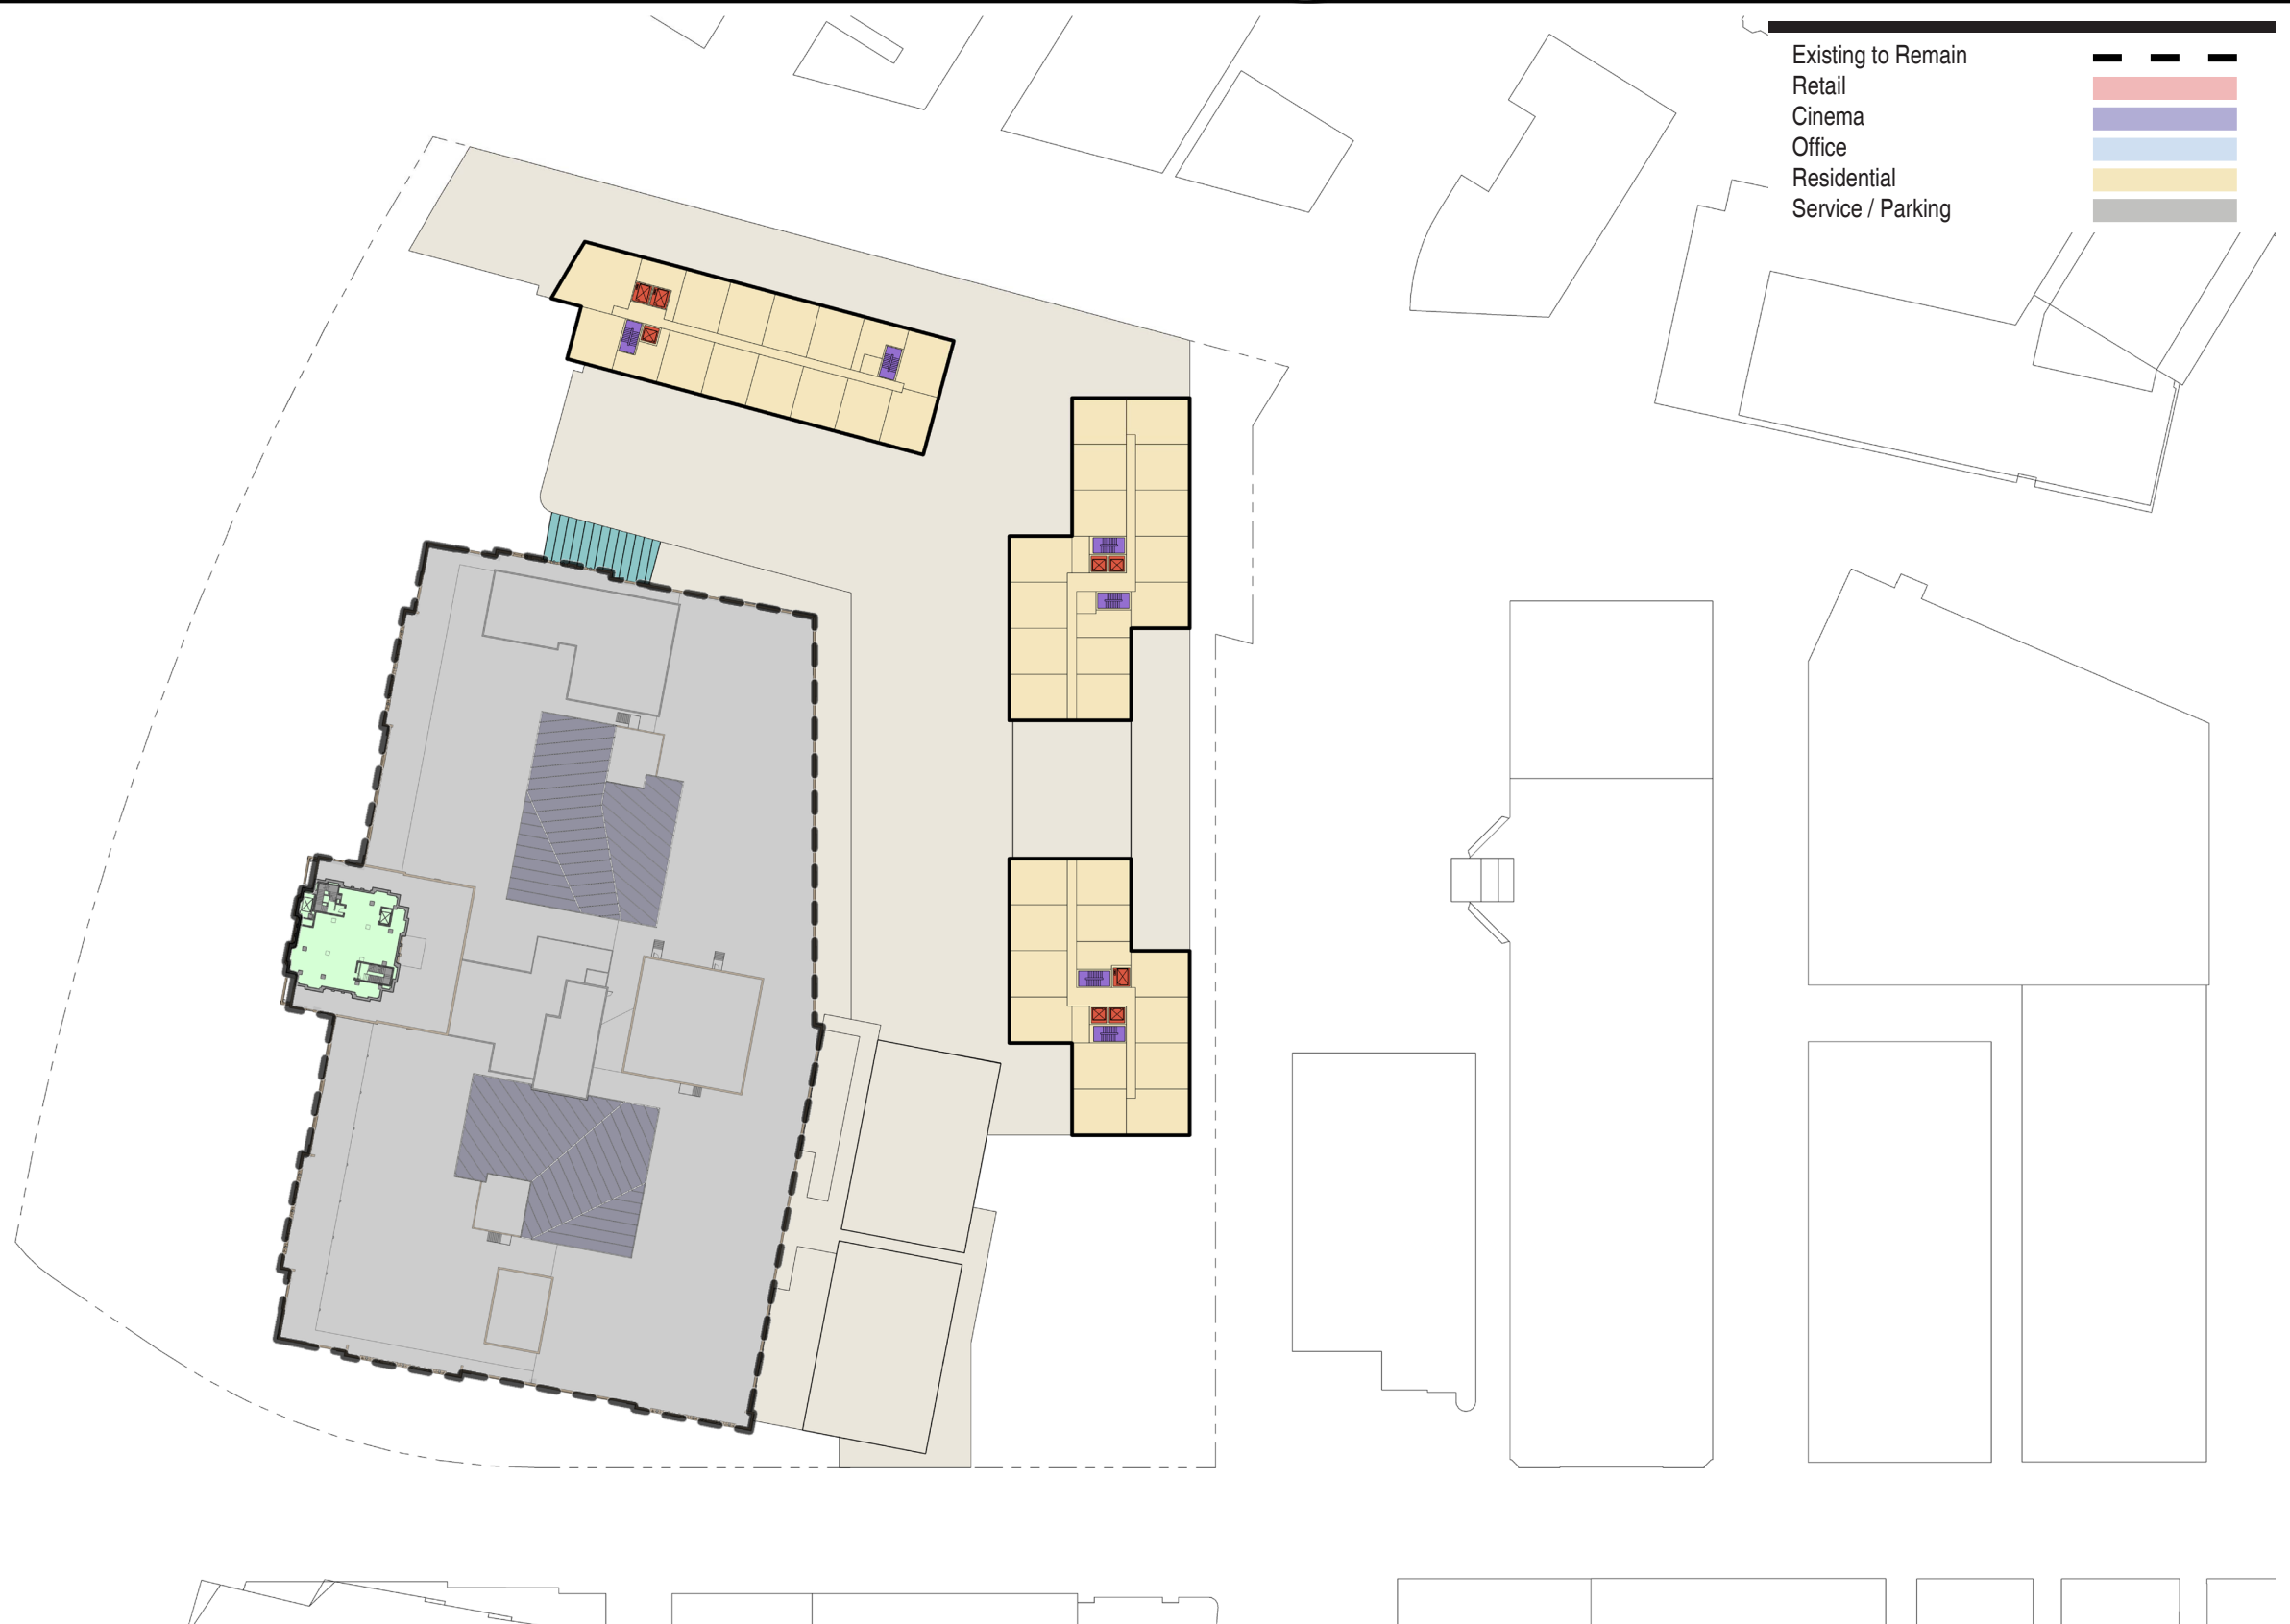 Existing to Remain
Retail
Cinema
Office
Residential
Service / Parking